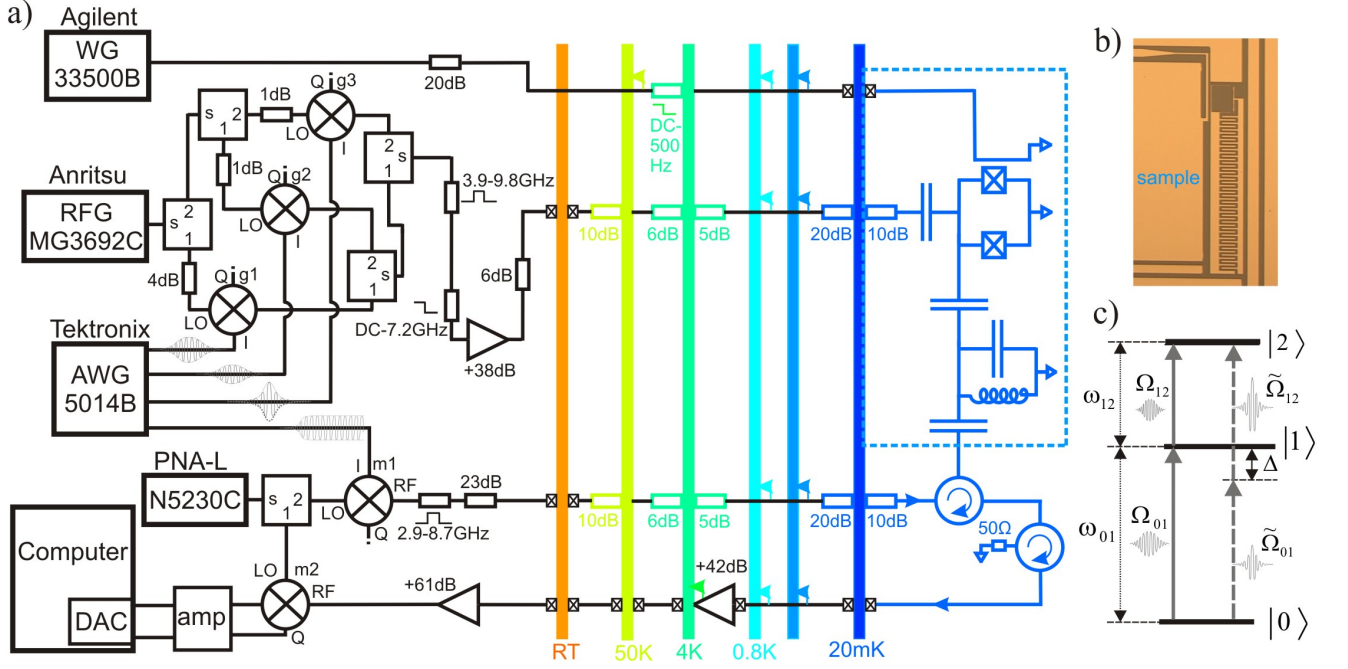 a)
Agilent
WG
33500B
20dB
1dB
Q g3
LO
I
s 2
1
1dB
Q g2
LO
I
2
s
1
DC-
500
Hz
Anritsu
RFG
MG3692C
2
s
1
4dB
Q g1
LO
I
2
s
1
3.9-9.8GHz
6dB
DC-7.2GHz
+38dB
10dB
6dB
5dB
20dB
10dB
Tektronix
AWG
5014B
PNA-L
N5230C
s 2
1
I
m1
RF
LO
Q
23dB
2.9-8.7GHz
10dB
6dB
5dB
20dB
10dB
50Ω
Computer
DAC
amp
LO
m2
RF
Q
+61dB
+42dB
RT
50K
4K
0.8K
20mK
b)
sample
c)
|2⟩
ω12
Ω12
Ω̃12
|1⟩
Δ
ω01
Ω01
Ω̃01
|0⟩